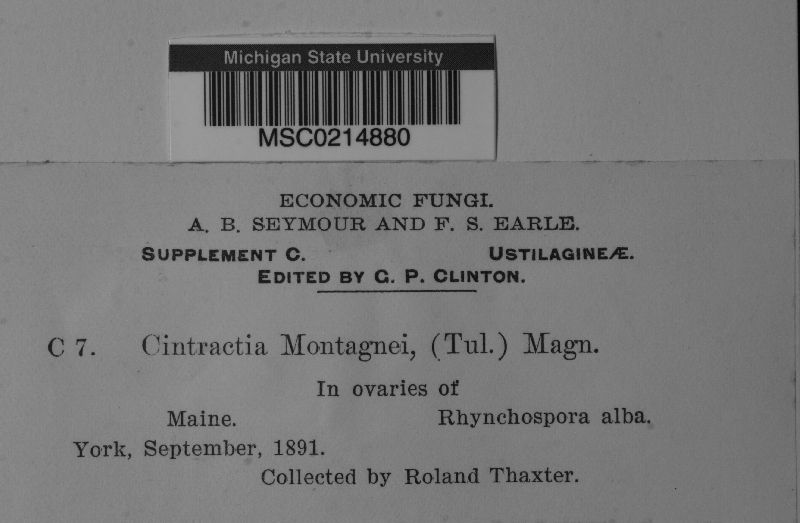 Michigan State University
MSC0214880
ECONOMIC FUNGI.
A. B. SEYMOUR AND F. S. EARLE.
SUPPLEMENT C. USTILAGINEÆ.
EDITED BY G. P. CLINTON.
C 7. Cintractia Montagnei, (Tul.) Magn.
In ovaries of
Maine. Rhynchospora alba.
York, September, 1891.
Collected by Roland Thaxter.